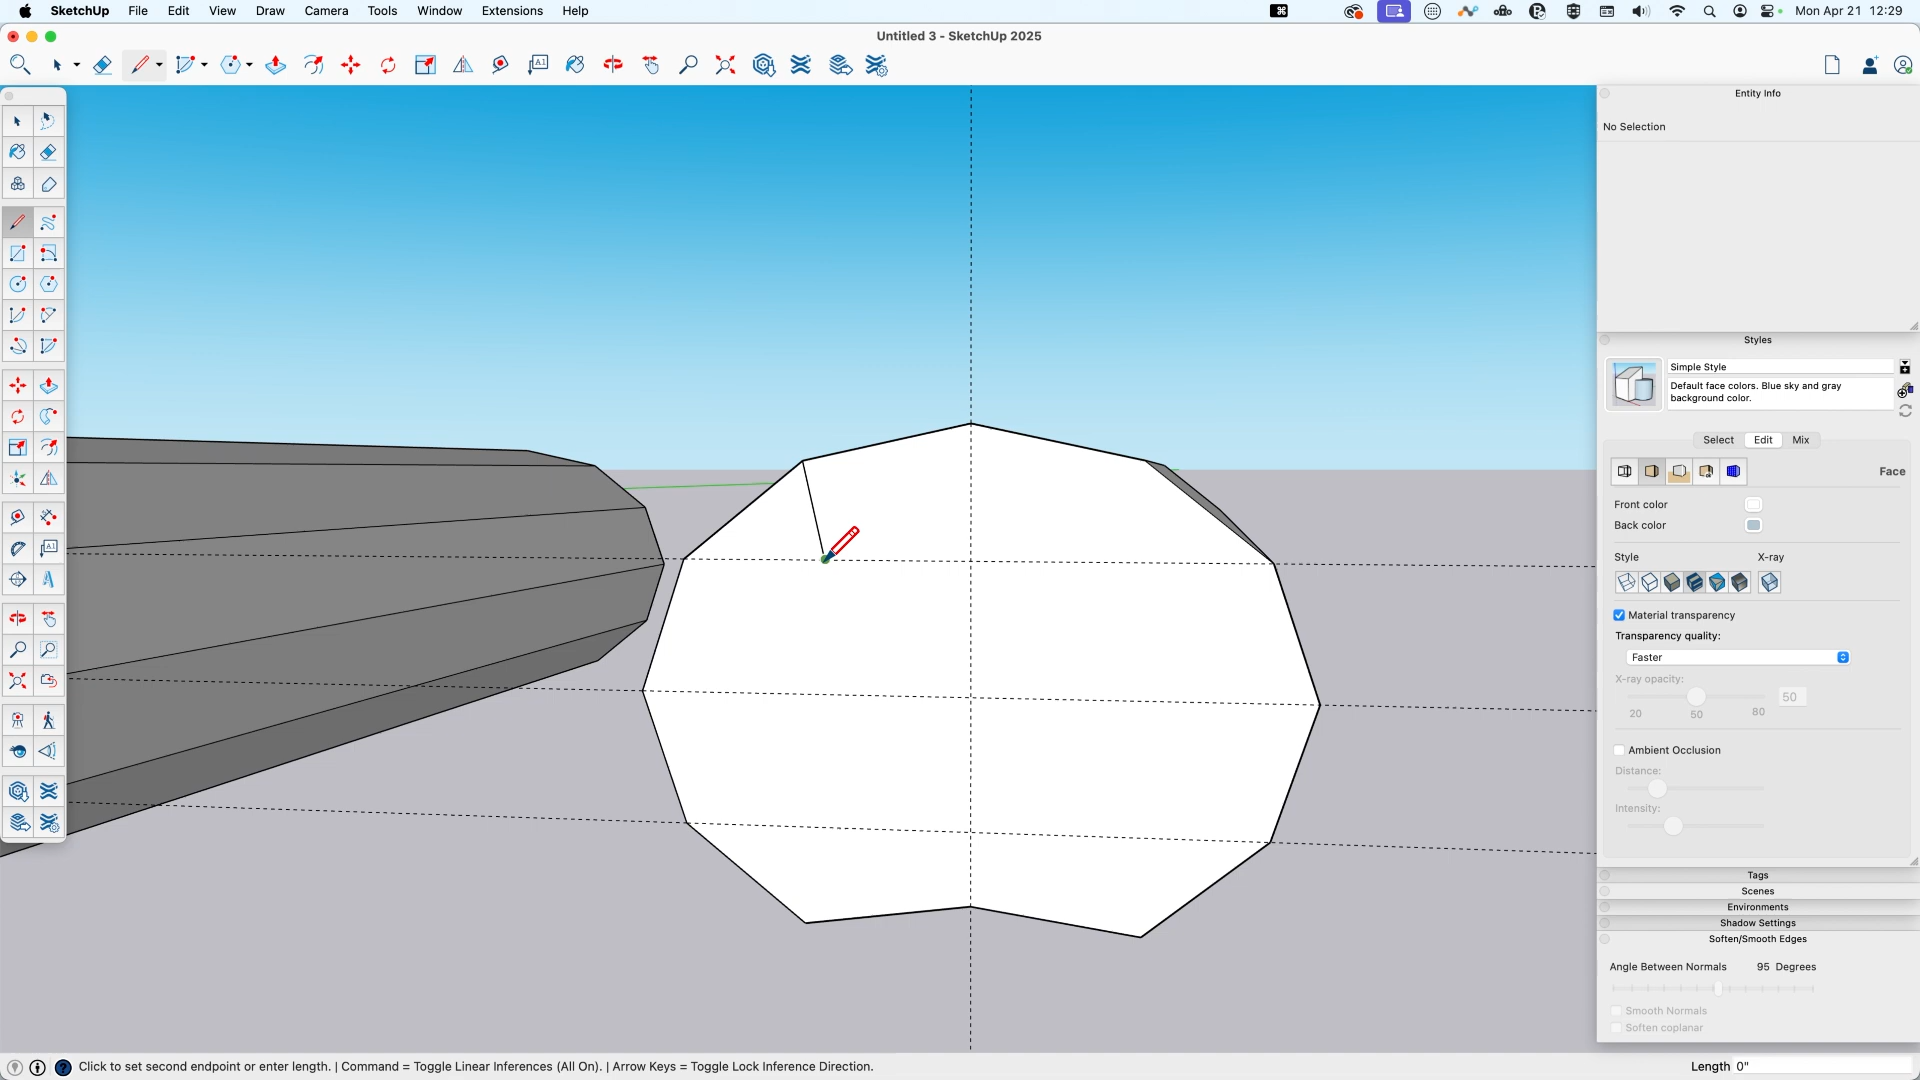 SketchUp File Edit View Draw Camera Tools Window Extensions Help Mon Apr 21 12:29
Untitled 3 - SketchUp 2025
Entity Info
No Selection
Styles
Simple Style
Default face colors. Blue sky and gray
background color.
Select Edit Mix
Face
Front color
Back color
Style X-ray
Material transparency
Transparency quality:
Faster
X-ray opacity:
50
20 50 80
Ambient Occlusion
Distance:
Intensity:
Tags
Scenes
Environments
Shadow Settings
Soften/Smooth Edges
Angle Between Normals 95 Degrees
Smooth Normals
Soften coplanar
Click to set second endpoint or enter length. | Command = Toggle Linear Inferences (All On). | Arrow Keys = Toggle Lock Inference Direction.
Length 0"